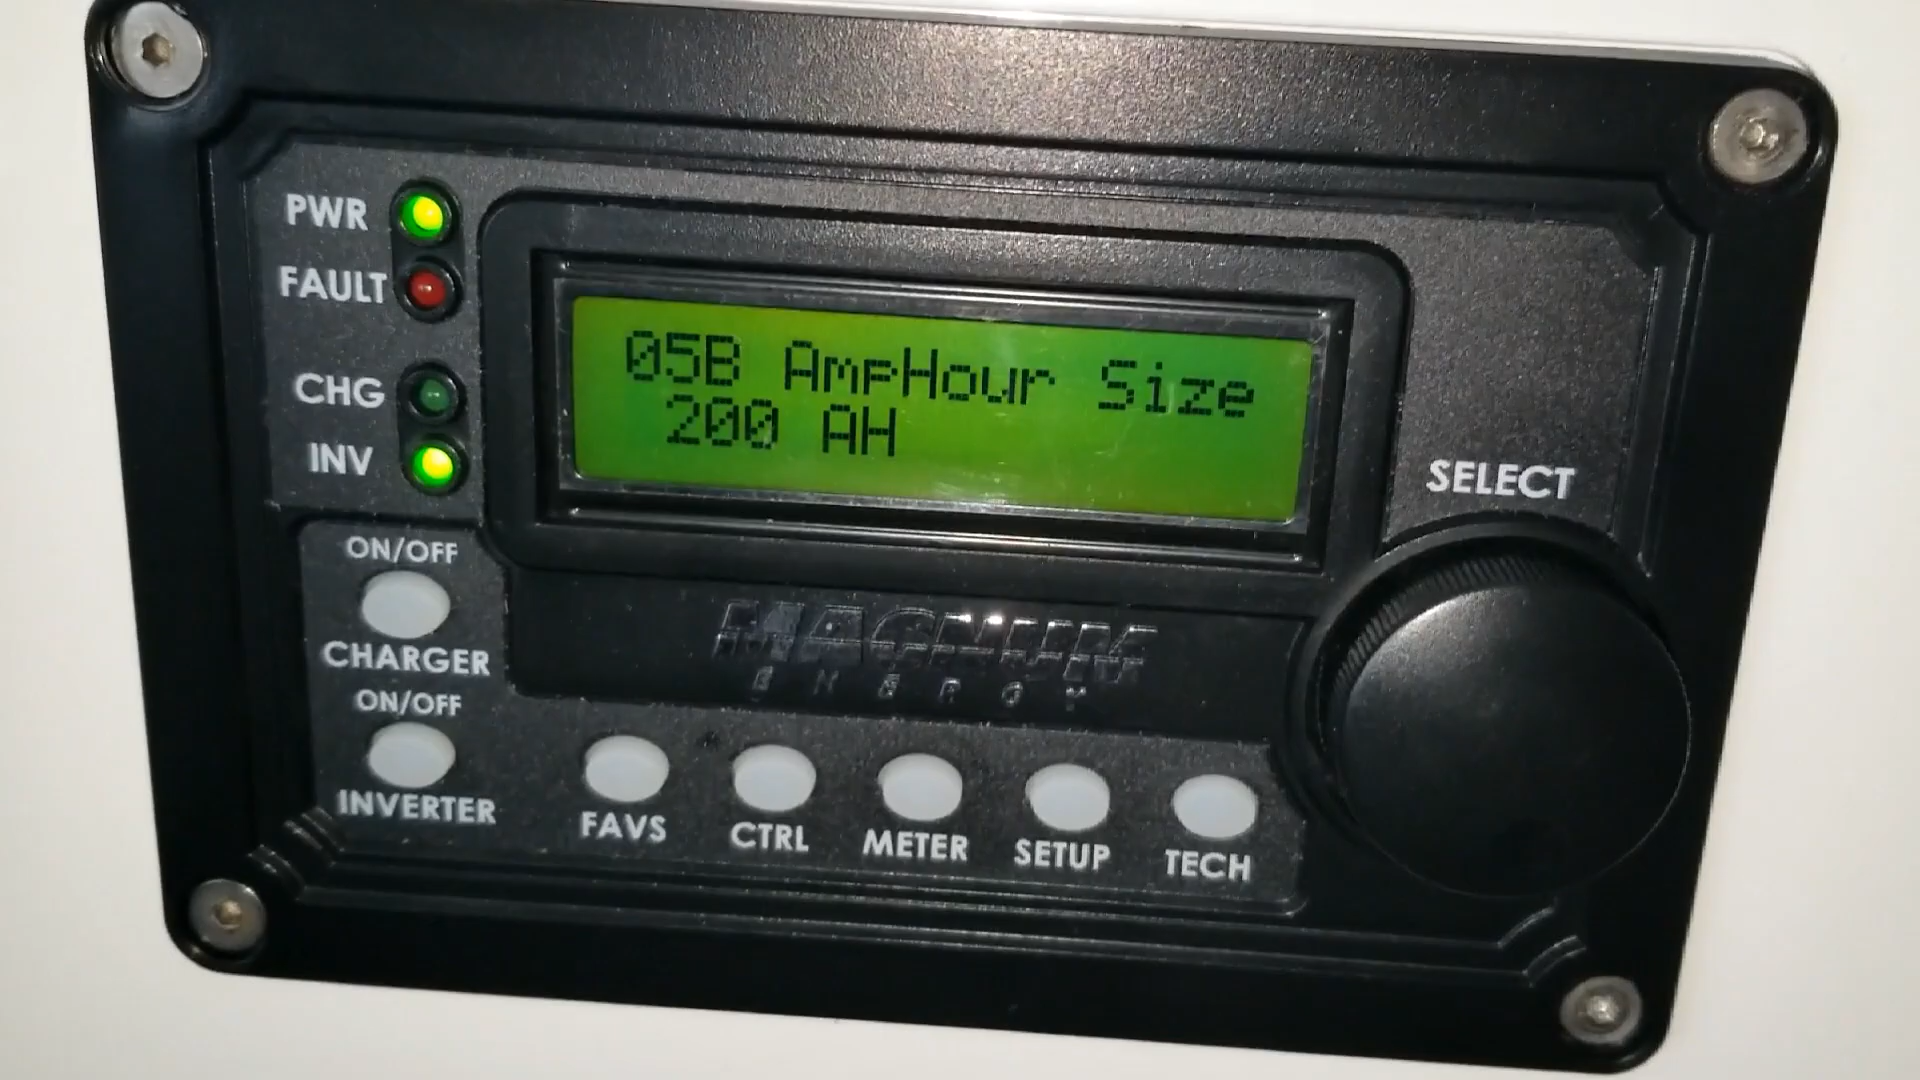 PWR
FAULT
CHG
INV
05B AmpHour Size
200 AH
SELECT
ON/OFF
CHARGER
ON/OFF
INVERTER
MAGNUM
ENERGY
FAVS
CTRL
METER
SETUP
TECH